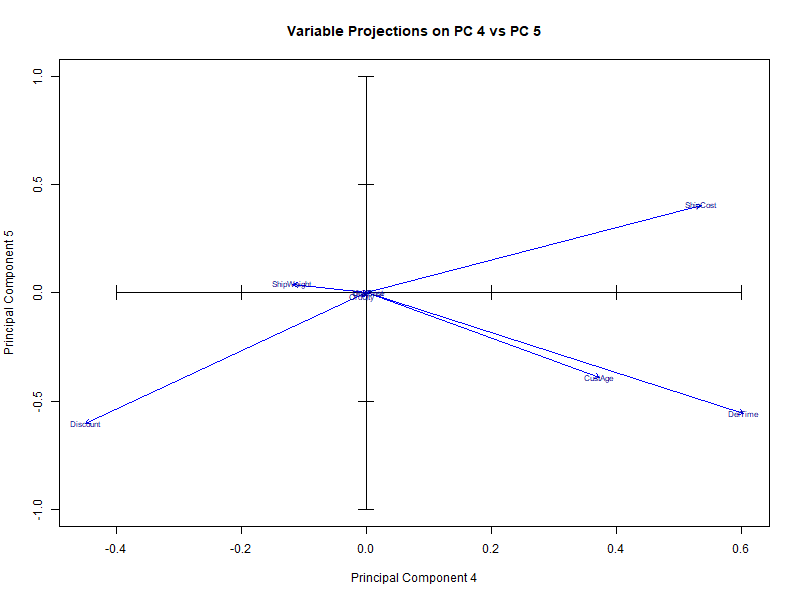 Variable Projections on PC 4 vs PC 5
1.0
0.5
0.0
-0.5
-1.0
Principal Component 5
ShipCost
ShipWeight
CustAge
DelTime
Discount
-0.4
-0.2
0.0
0.2
0.4
0.6
Principal Component 4